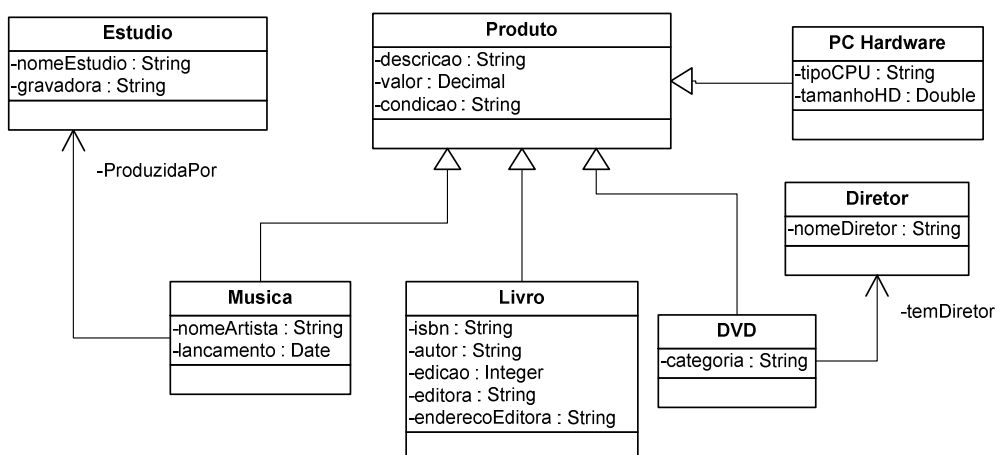 Estudio
-nomeEstudio : String
-gravadora : String
Produto
-descricao : String
-valor : Decimal
-condicao : String
PC Hardware
-tipoCPU : String
-tamanhoHD : Double
-ProduzidaPor
Diretor
-nomeDiretor : String
Musica
-nomeArtista : String
-lancamento : Date
Livro
-isbn : String
-autor : String
-edicao : Integer
-editora : String
-enderecoEditora : String
DVD
-categoria : String
-temDiretor